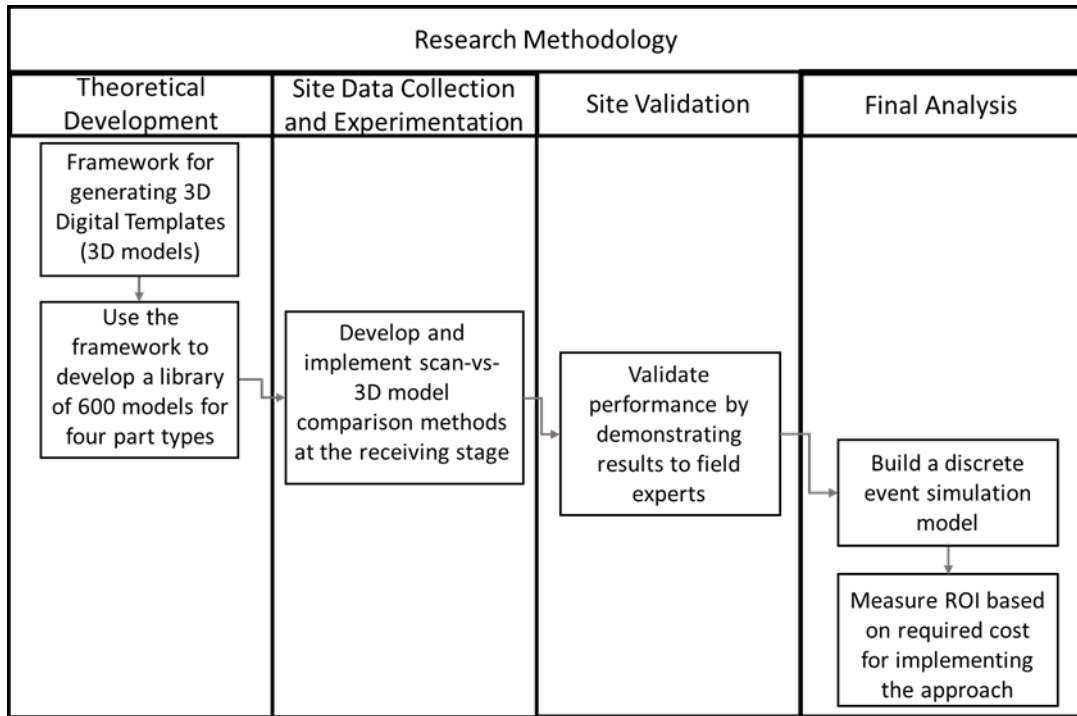 Research Methodology
Theoretical
Development
Site Data Collection
and Experimentation
Site Validation
Final Analysis
Framework for
generating 3D
Digital Templates
(3D models)
Use the
framework to
develop a library
of 600 models for
four part types
Develop and
implement scan-vs-
3D model
comparison methods
at the receiving stage
Validate
performance by
demonstrating
results to field
experts
Build a discrete
event simulation
model
Measure ROI based
on required cost
for implementing
the approach